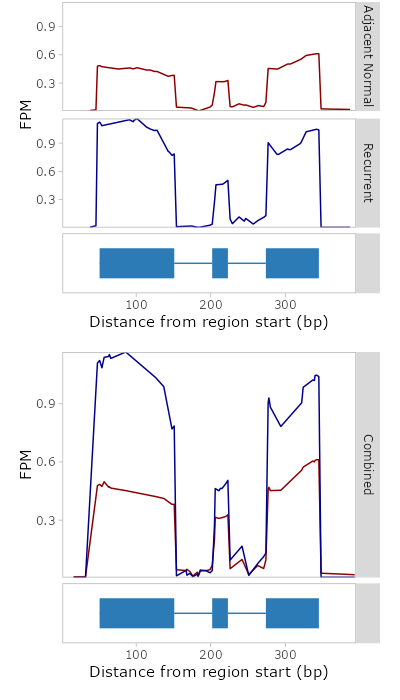 0.9
0.6
0.3
Adjacent Normal
FPM
0.9
0.6
0.3
Recurrent
100 200 300
Distance from region start (bp)
0.9
0.6
0.3
FPM
Combined
100 200 300
Distance from region start (bp)